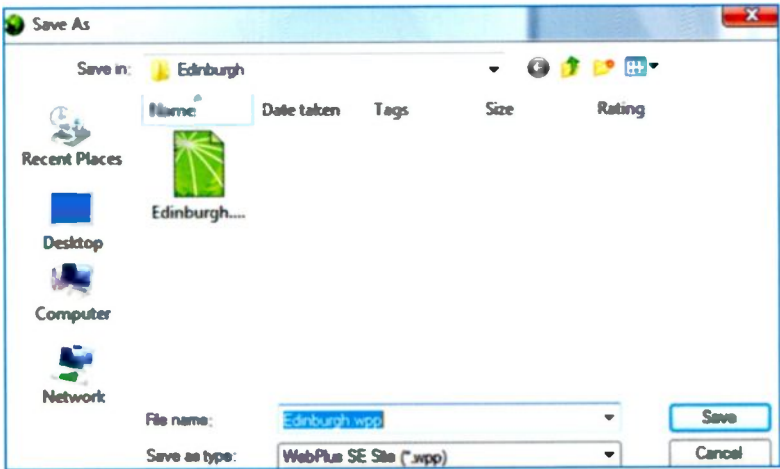 Save As
X
Save in: Edinburgh
Name Date taken Tags Size Rating
Recent Places
Edinburgh....
Desktop
Computer
Network
File name: Edinburgh wpp
Save as type: WebPlus SE Site (*.wpp)
Save
Cancel